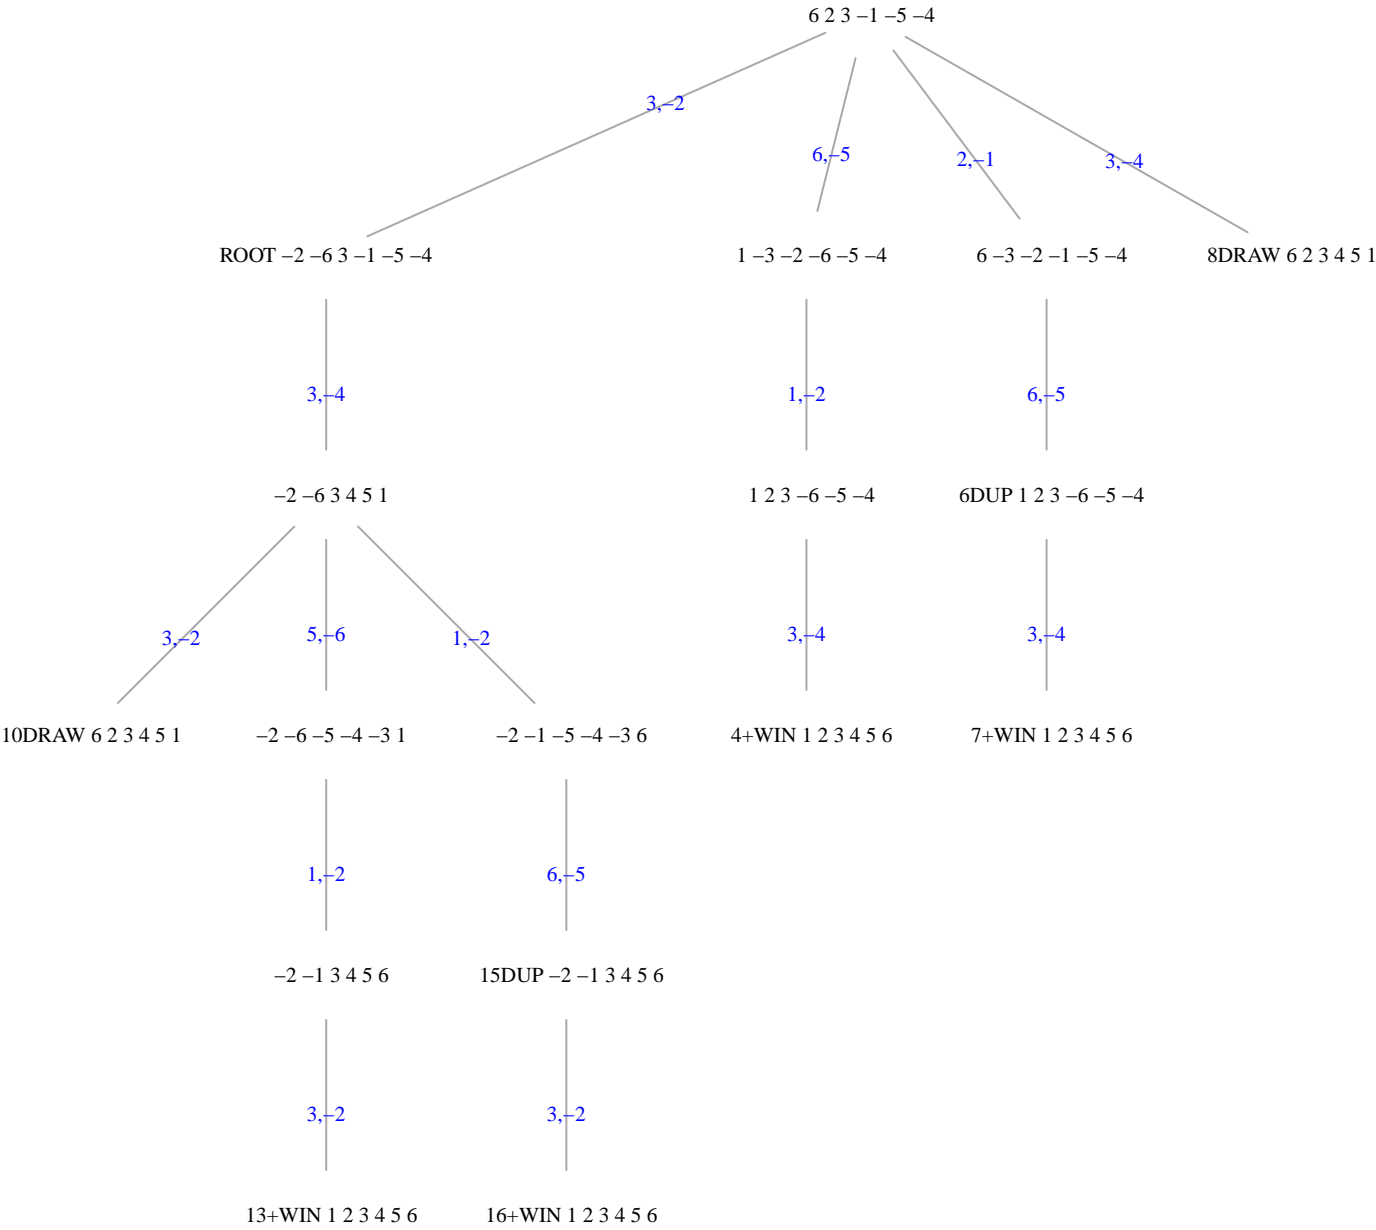 6 2 3 −1 −5 −4
3,−2
6,−5
2,−1
3,−4
ROOT −2 −6 3 −1 −5 −4
1 −3 −2 −6 −5 −4
6 −3 −2 −1 −5 −4
8DRAW 6 2 3 4 5 1
3,−4
1,−2
6,−5
−2 −6 3 4 5 1
1 2 3 −6 −5 −4
6DUP 1 2 3 −6 −5 −4
3,−2
5,−6
1,−2
3,−4
3,−4
10DRAW 6 2 3 4 5 1
−2 −6 −5 −4 −3 1
−2 −1 −5 −4 −3 6
4+WIN 1 2 3 4 5 6
7+WIN 1 2 3 4 5 6
1,−2
6,−5
−2 −1 3 4 5 6
15DUP −2 −1 3 4 5 6
3,−2
3,−2
13+WIN 1 2 3 4 5 6
16+WIN 1 2 3 4 5 6